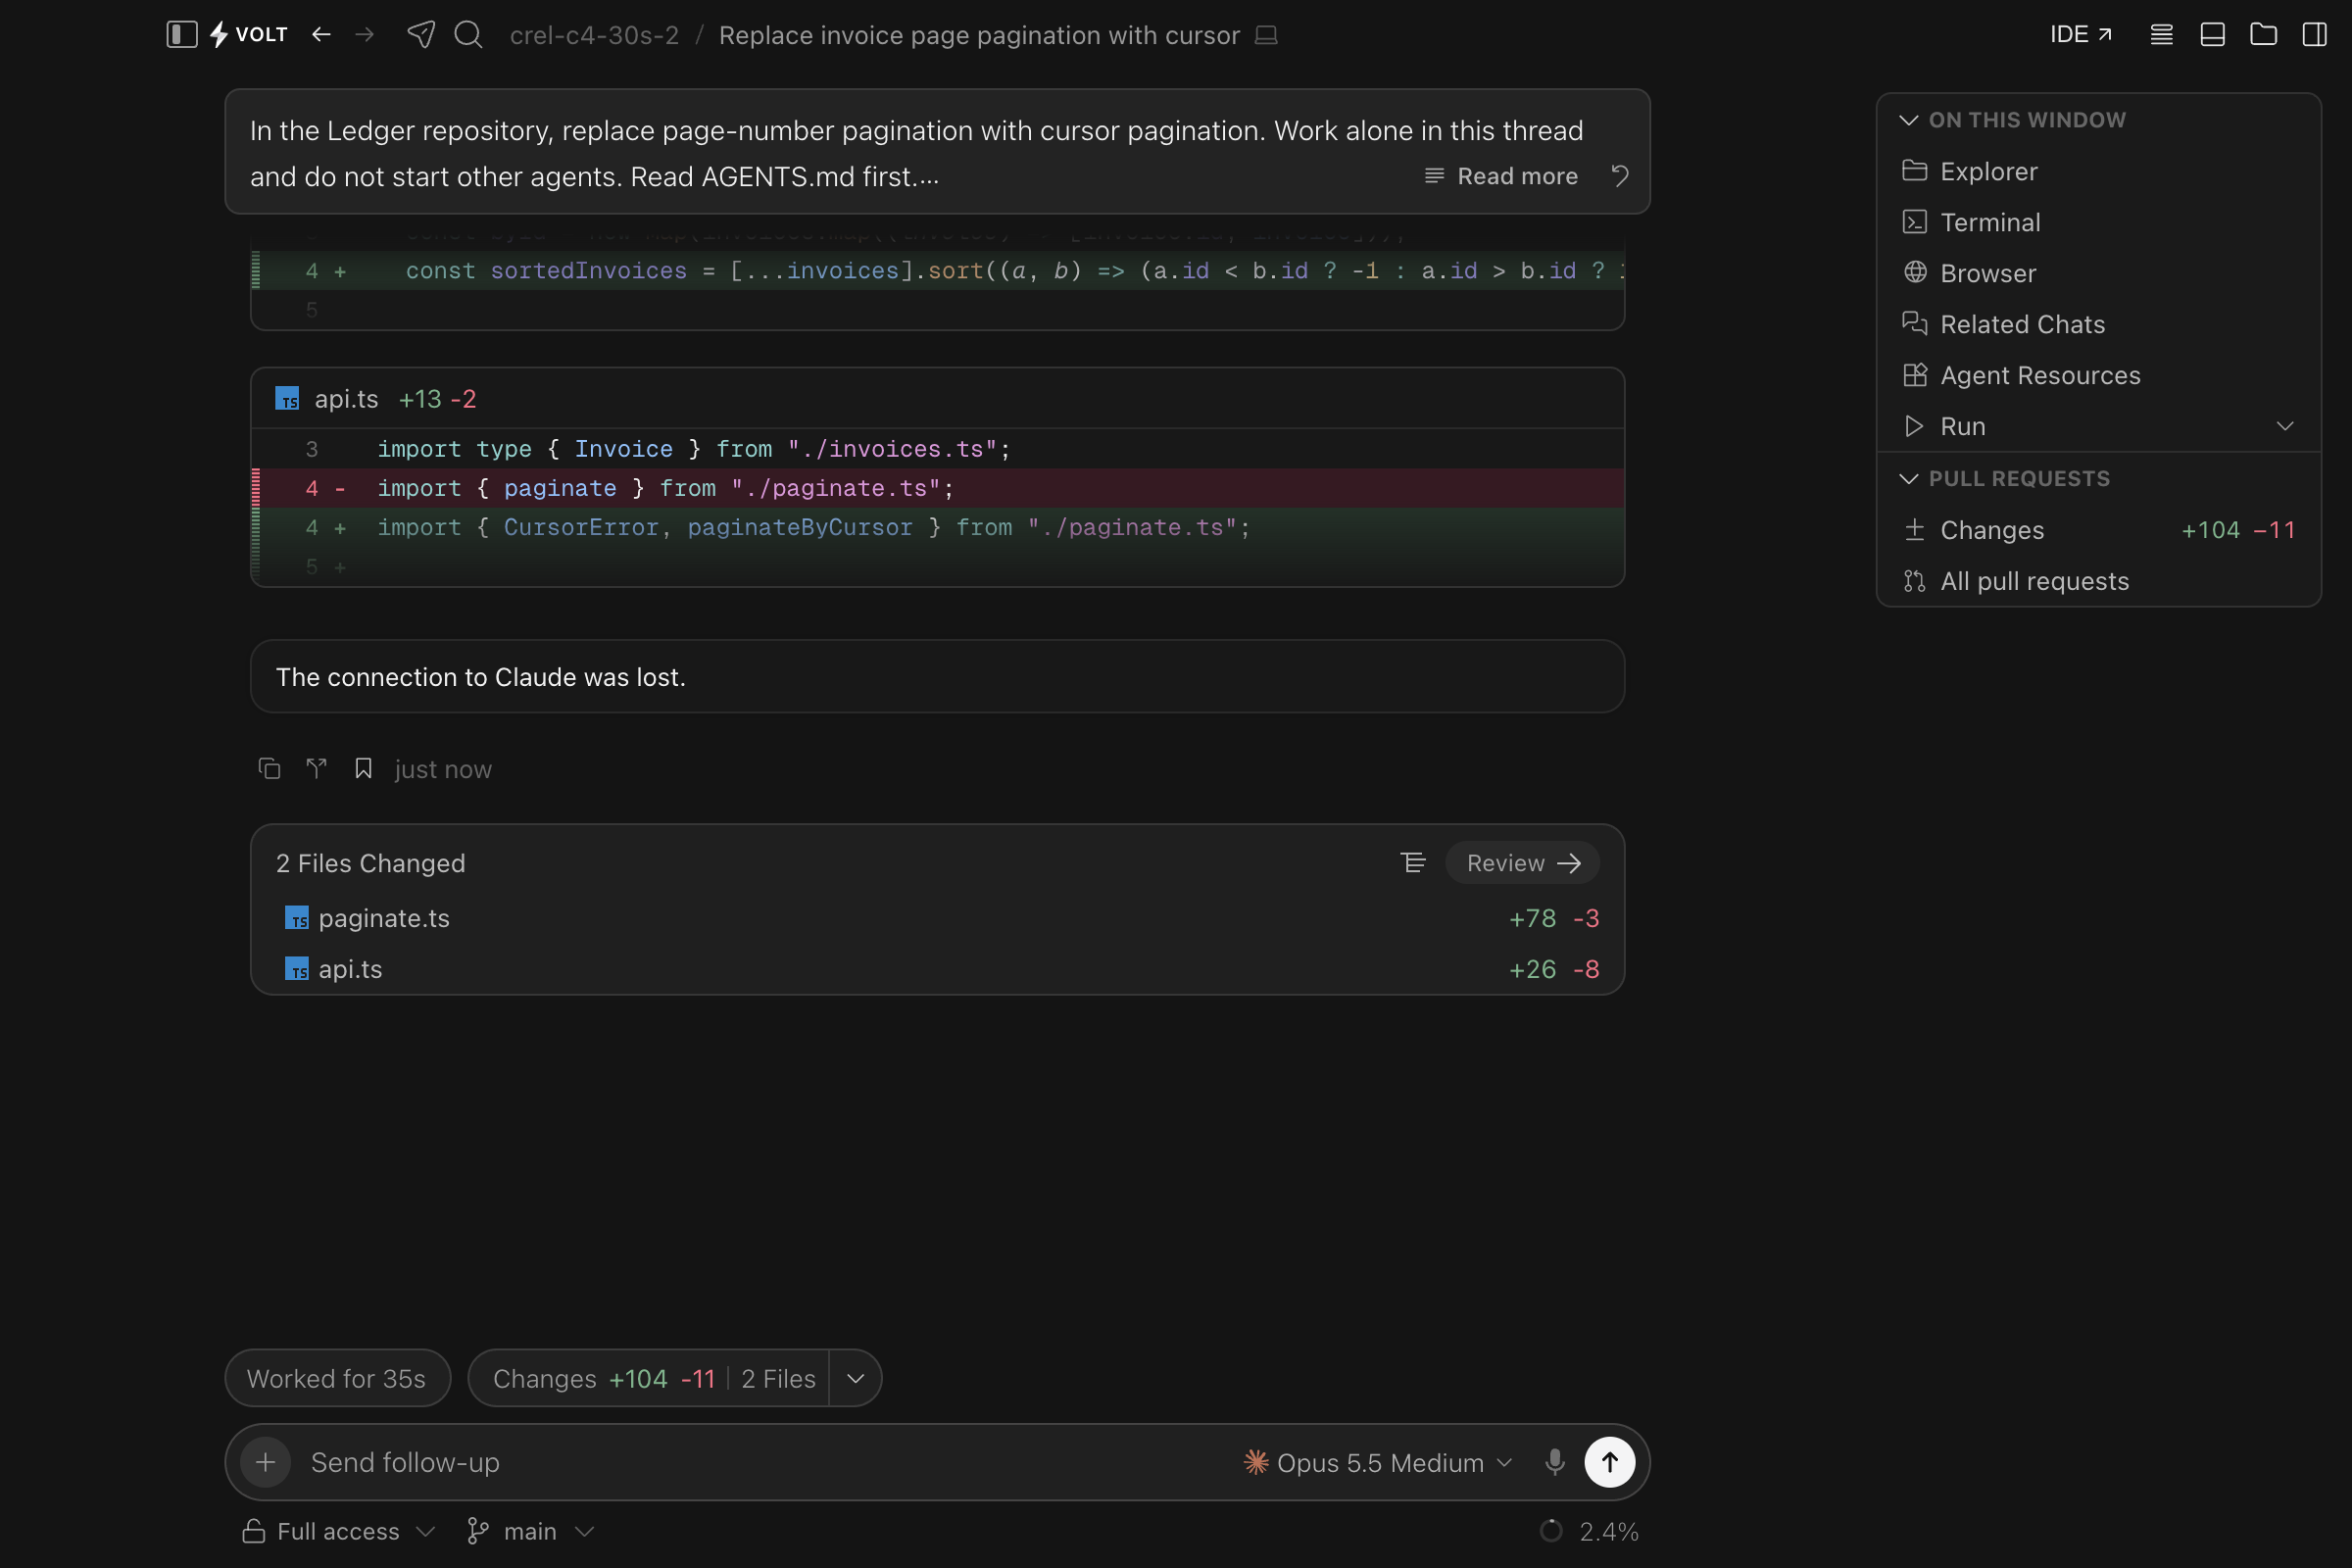 VOLT
crel-c4-30s-2 / Replace invoice page pagination with cursor
IDE
In the Ledger repository, replace page-number pagination with cursor pagination. Work alone in this thread
and do not start other agents. Read AGENTS.md first.…
Read more
4 + const sortedInvoices = [...invoices].sort((a, b) => (a.id < b.id ? -1 : a.id > b.id ?
5
api.ts +13 -2
3 import type { Invoice } from "./invoices.ts";
4 - import { paginate } from "./paginate.ts";
4 + import { CursorError, paginateByCursor } from "./paginate.ts";
5 +
The connection to Claude was lost.
just now
2 Files Changed
Review
TS paginate.ts +78 -3
TS api.ts +26 -8
Worked for 35s
Changes +104 -11 2 Files
Send follow-up
Opus 5.5 Medium
Full access
main
2.4%
ON THIS WINDOW
Explorer
Terminal
Browser
Related Chats
Agent Resources
Run
PULL REQUESTS
Changes +104 −11
All pull requests